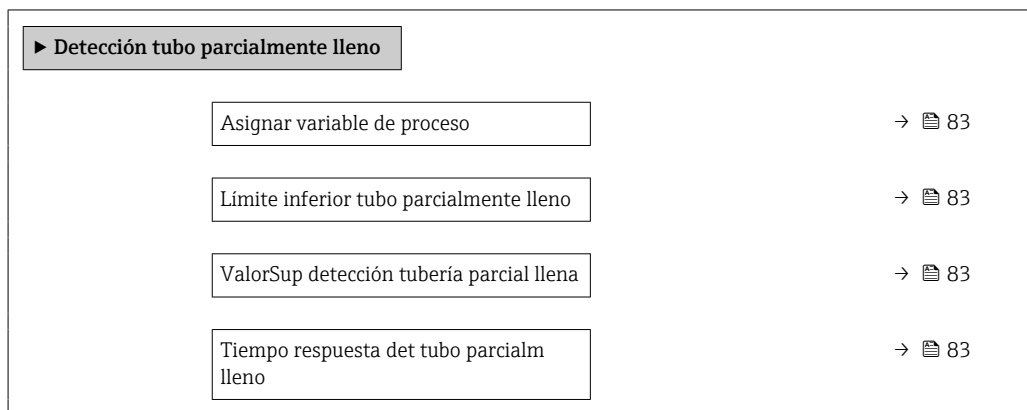 ▶ Detección tubo parcialmente lleno
Asignar variable de proceso → 83
Límite inferior tubo parcialmente lleno → 83
ValorSup detección tubería parcial llena → 83
Tiempo respuesta det tubo parcialm → 83
lleno